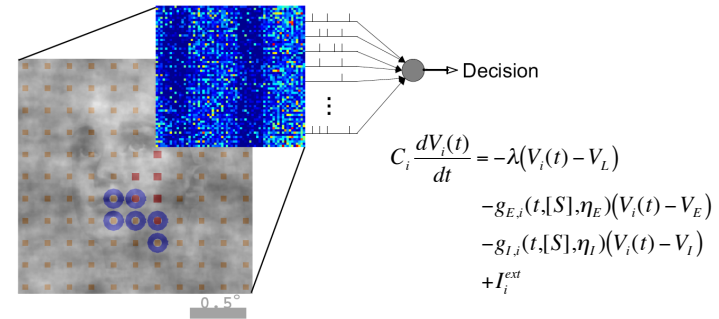 Decision
C_i dV_i(t)/dt = −λ(V_i(t) − V_L)
−g_{E,i}(t,[S],η_E)(V_i(t) − V_E)
−g_{I,i}(t,[S],η_I)(V_i(t) − V_I)
+I_i^{ext}
0.5°